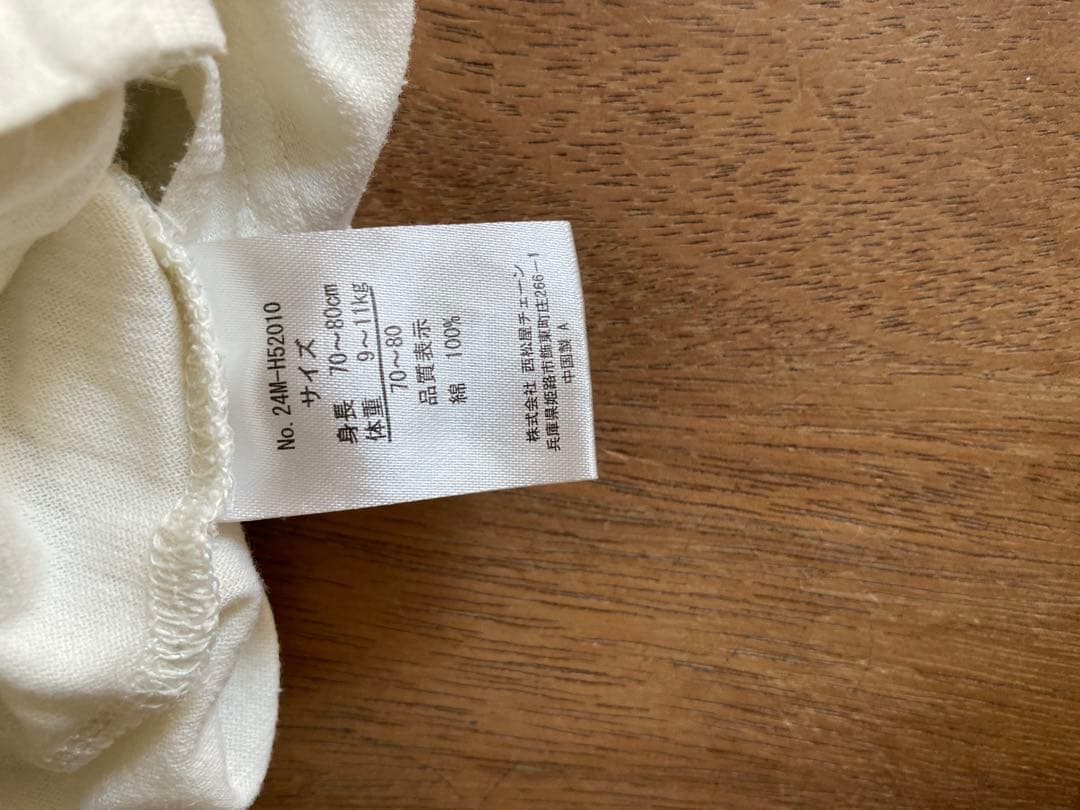 No. 24M-H52010
サイズ
身長 70～80cm
体重 9～11kg
70～80
品質表示
綿 100%
株式会社 西松屋チェーン
兵庫県姫路市飾東町庄266－1
中国製 A